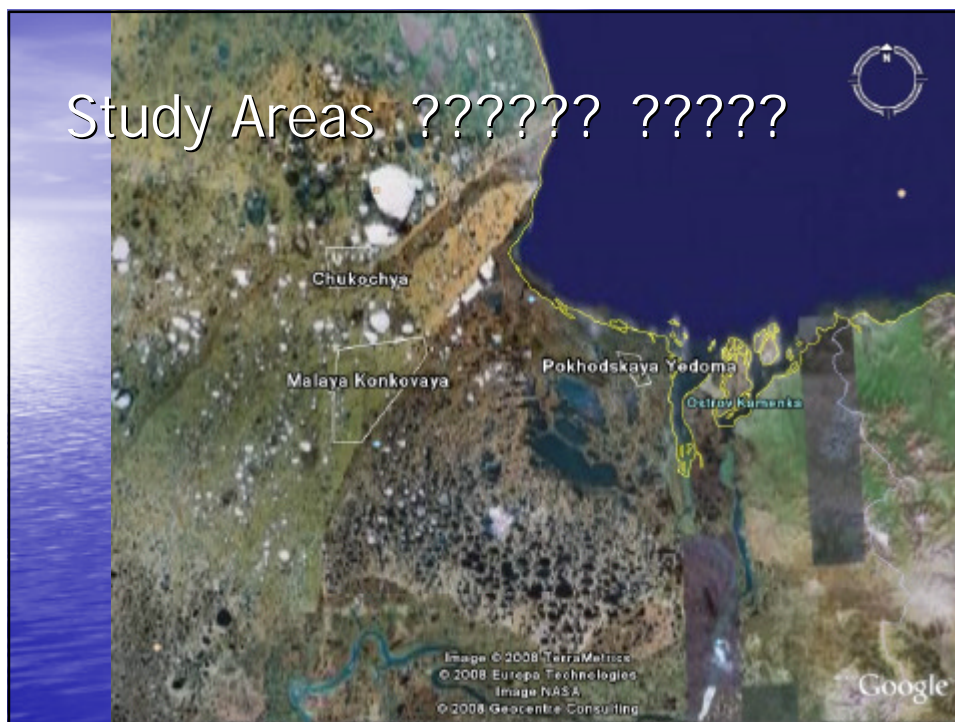 Study Areas ?????? ?????
N
Chukochya
Malaya Konkovaya
Pokhodskaya Yedoma
Ostrov Kamenka
Image © 2008 TerraMetrics
© 2008 Europa Technologies
Image NASA
© 2008 Geocentre Consulting
Google